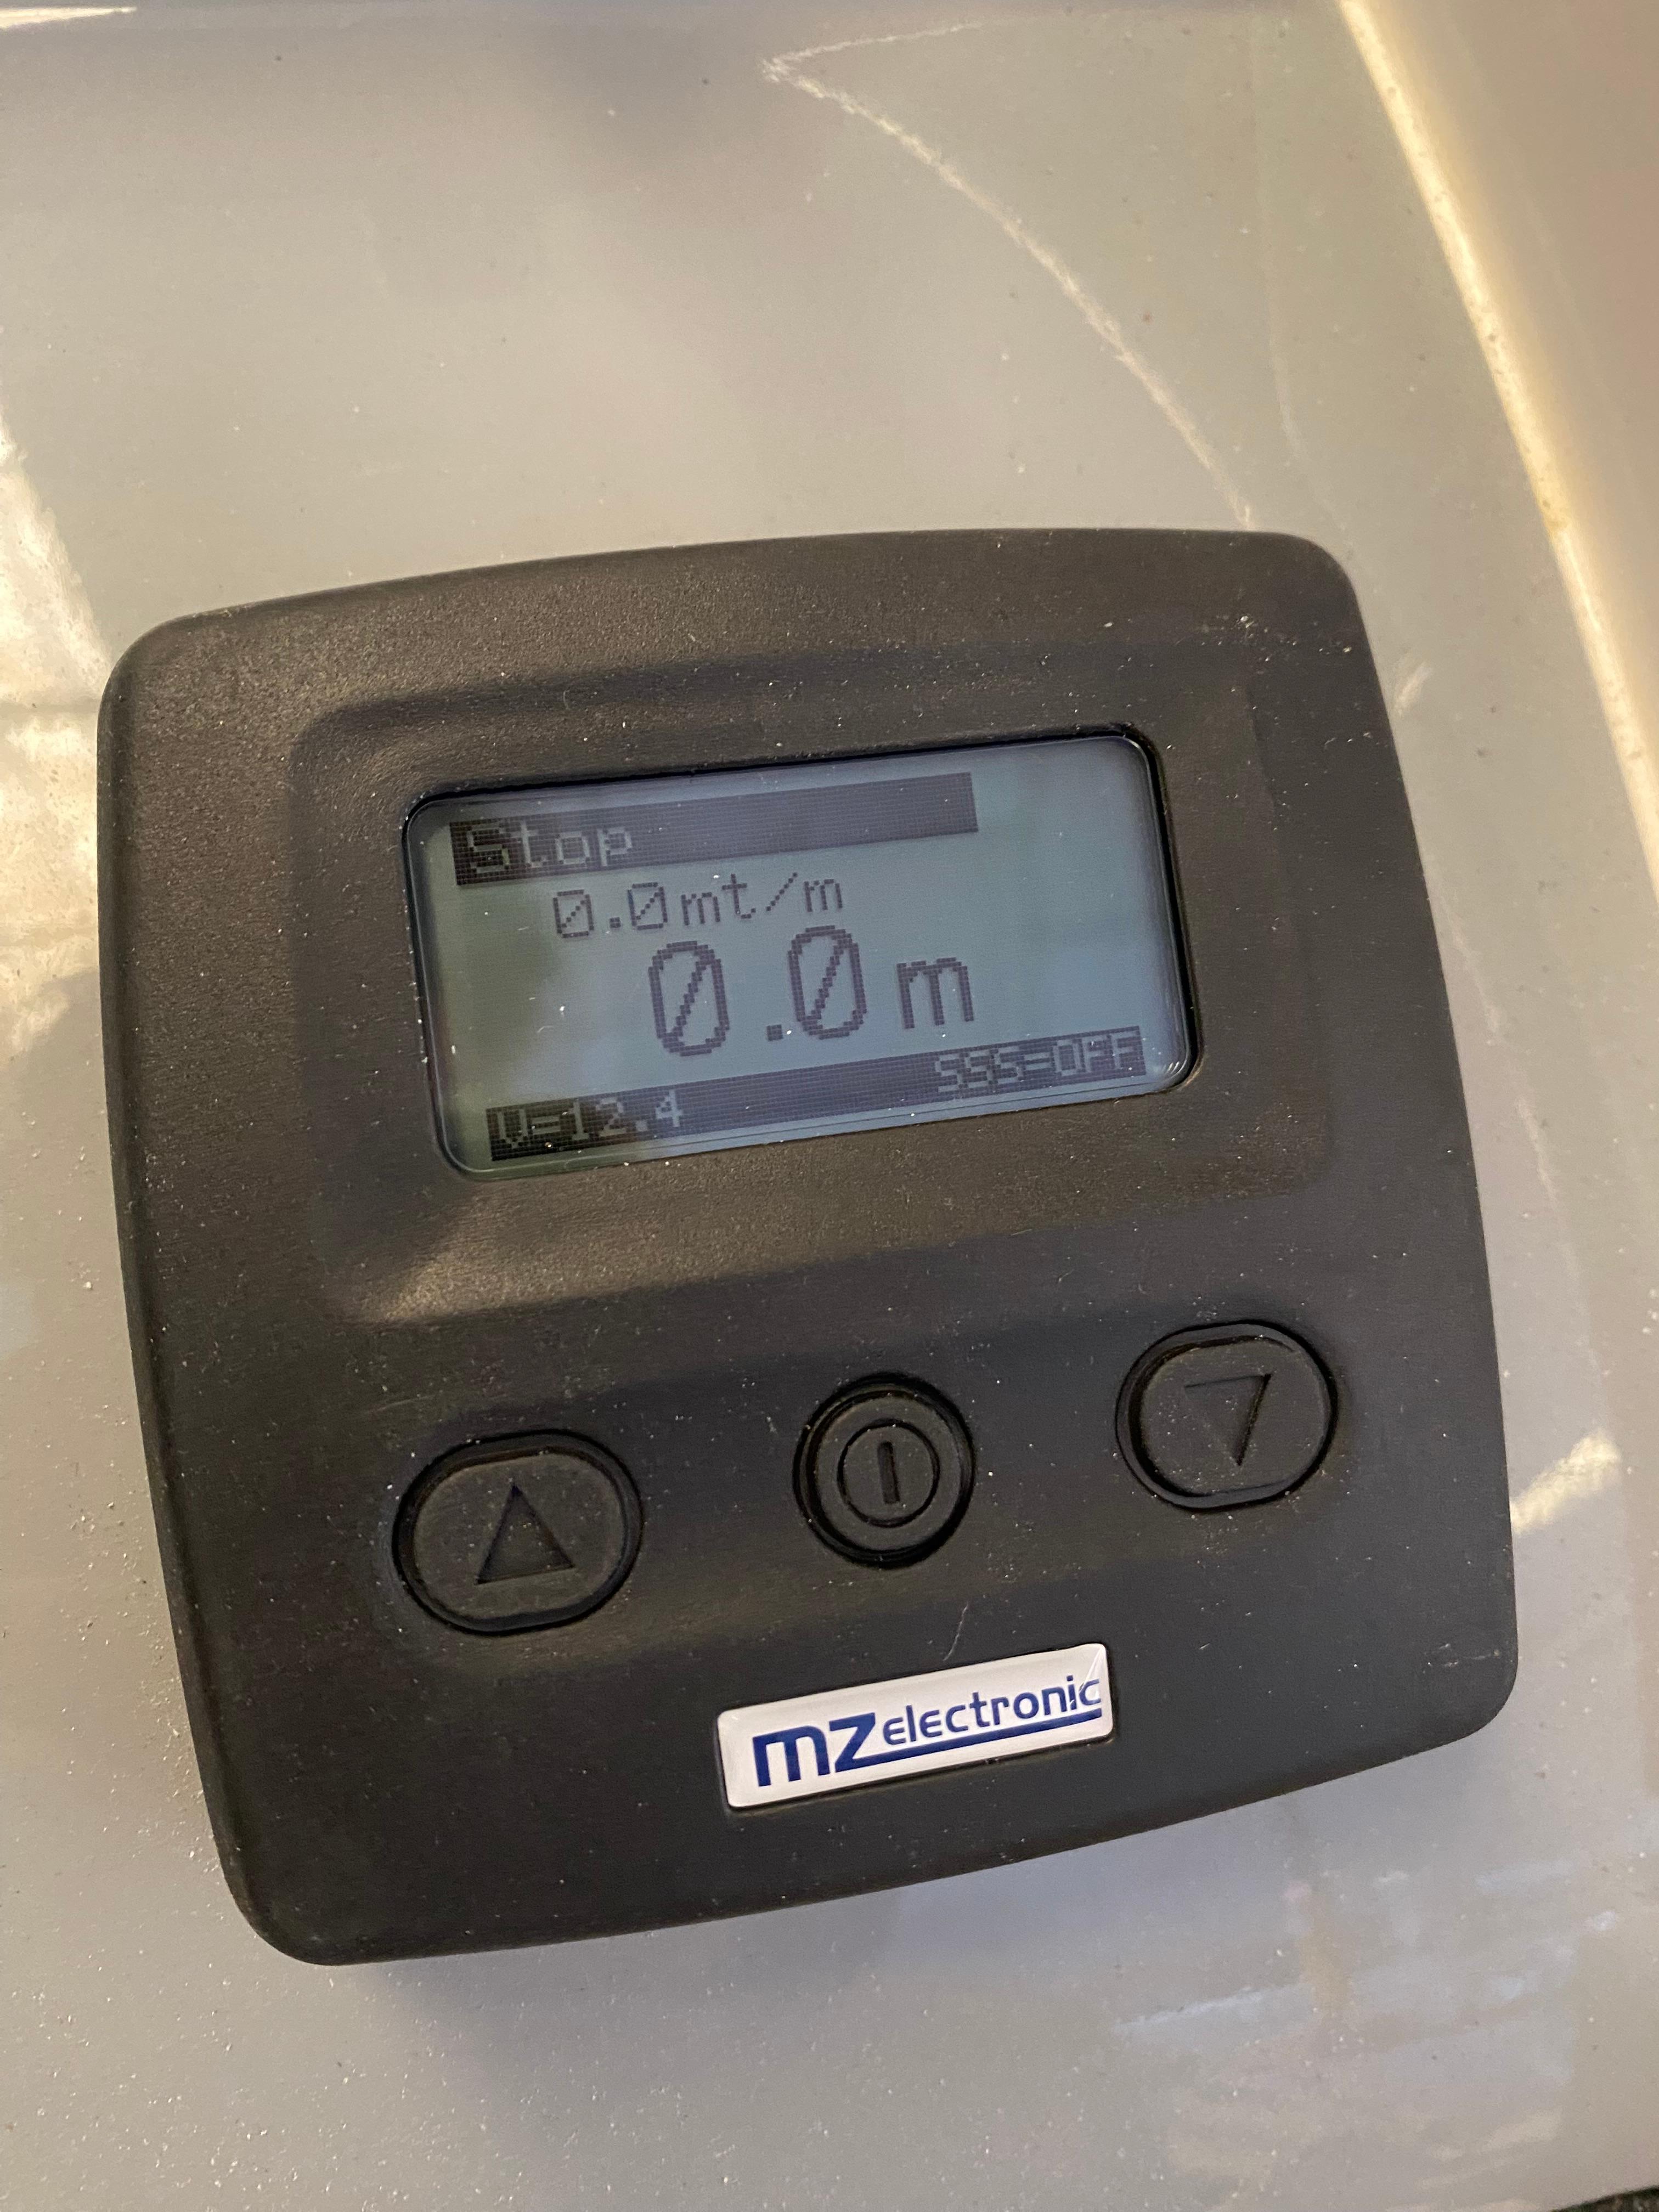 Stop
0.0mt/m
0.0m
V=12.4 SSS=OFF
mzelectronic